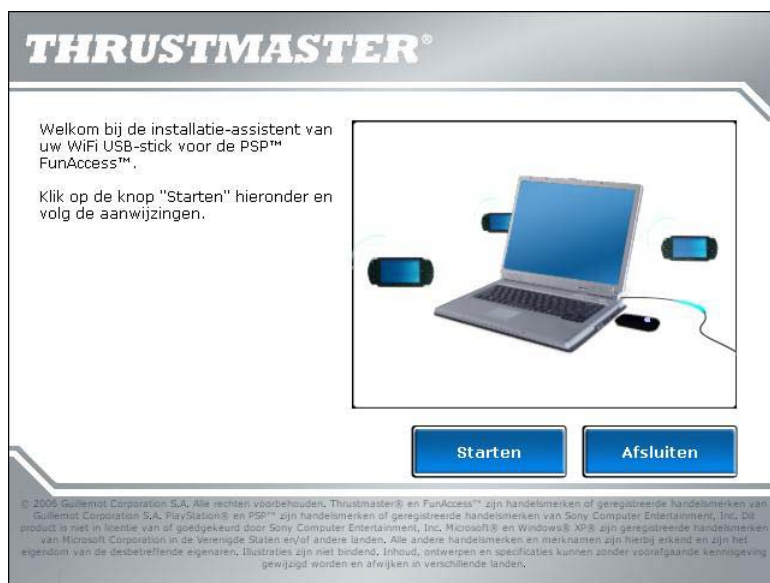 THRUSTMASTER®
Welkom bij de installatie-assistent van
uw WiFi USB-stick voor de PSP™
FunAccess™.
Klik op de knop "Starten" hieronder en
volg de aanwijzingen.
Starten
Afsluiten
© 2006 Guillemot Corporation S.A. Alle rechten voorbehouden. Thrustmaster® en FunAccess™ zijn handelsmerken of geregistreerde handelsmerken van
Guillemot Corporation S.A. PlayStation® en PSP™ zijn handelsmerken of geregistreerde handelsmerken van Sony Computer Entertainment, Inc. Dit
product is niet in licentie van of goedgekeurd door Sony Computer Entertainment, Inc. Microsoft® en Windows® XP® zijn geregistreerde handelsmerken
van Microsoft Corporation in de Verenigde Staten en/of andere landen. Alle andere handelsmerken en merknamen zijn hierbij erkend en zijn het
eigendom van de desbetreffende eigenaren. Illustraties zijn niet bindend. Inhoud, ontwerpen en specificaties kunnen zonder voorafgaande kennisgeving
gewijzigd worden en afwijken in verschillende landen.